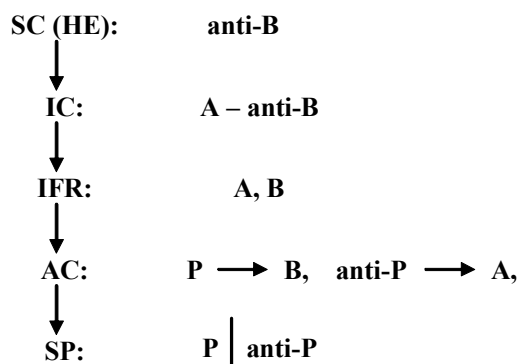 SC (HE): anti-B
IC: A – anti-B
IFR: A, B
AC: P → B, anti-P → A,
SP: P | anti-P